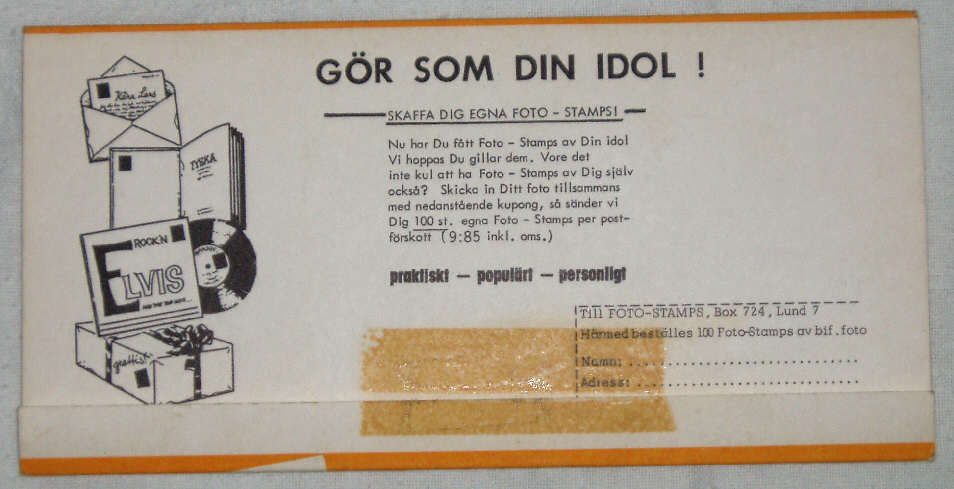 GÖR SOM DIN IDOL !
SKAFFA DIG EGNA FOTO - STAMPS!
Nu har Du fått Foto - Stamps av Din idol
Vi hoppas Du gillar dem. Vore det
inte kul att ha Foto - Stamps av Dig själv
också? Skicka in Ditt foto tillsammans
med nedanstående kupong, så sänder vi
Dig 100 st. egna Foto - Stamps per post-
förskott (9:85 inkl. oms.)
praktiskt — populärt — personligt
Till FOTO-STAMPS, Box 724, Lund 7
Härmed beställes 100 Foto-Stamps av bif. foto
Namn: ..............................
Adress: ..............................
Kära Lars
TYSKA
ROCK'N
ELVIS
grattis!